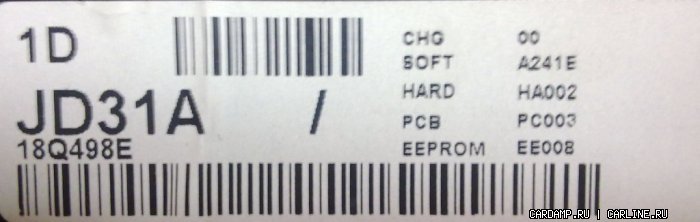 1D
JD31A /
18Q498E
CHG 00
SOFT A241E
HARD HA002
PCB PC003
EEPROM EE008
CARDAMP.RU | CARLINE.RU